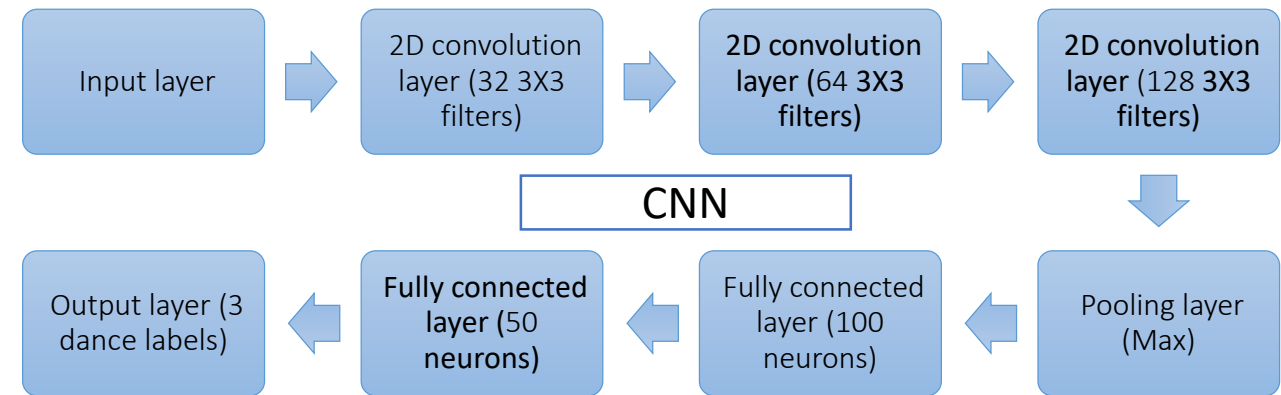 Input layer
2D convolution
layer (32 3X3
filters)
2D convolution
layer (64 3X3
filters)
2D convolution
layer (128 3X3
filters)
CNN
Output layer (3
dance labels)
Fully connected
layer (50
neurons)
Fully connected
layer (100
neurons)
Pooling layer
(Max)